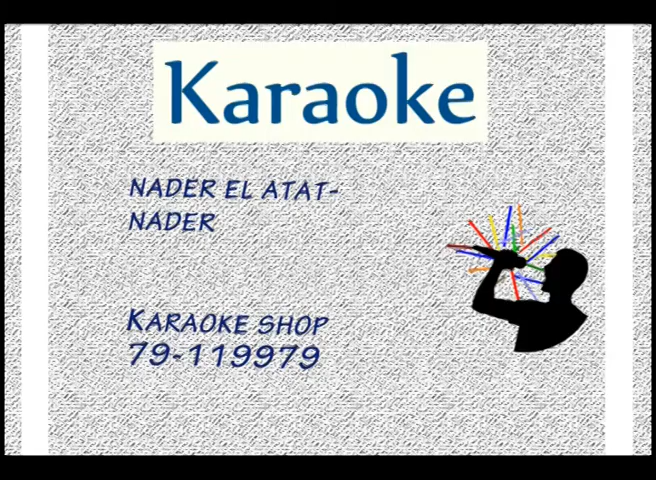 Karaoke
NADER EL ATAT-
NADER
KARAOKE SHOP
79-119979